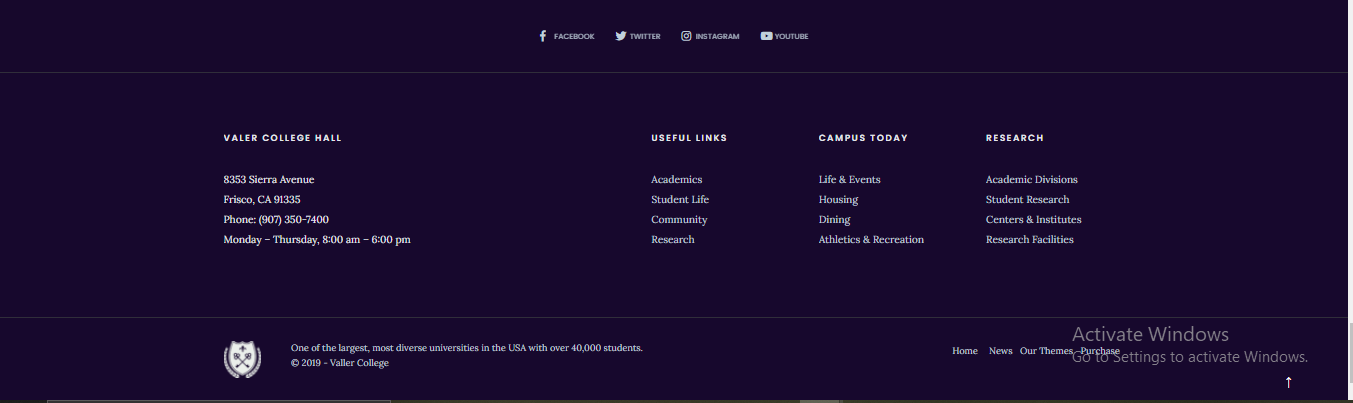 FACEBOOK TWITTER INSTAGRAM YOUTUBE
VALER COLLEGE HALL
8353 Sierra Avenue
Frisco, CA 91335
Phone: (907) 350-7400
Monday – Thursday, 8:00 am – 6:00 pm
USEFUL LINKS
Academics
Student Life
Community
Research
CAMPUS TODAY
Life & Events
Housing
Dining
Athletics & Recreation
RESEARCH
Academic Divisions
Student Research
Centers & Institutes
Research Facilities
One of the largest, most diverse universities in the USA with over 40,000 students.
© 2019 - Valler College
Home News Our Themes Purchase
Activate Windows
Go to Settings to activate Windows.